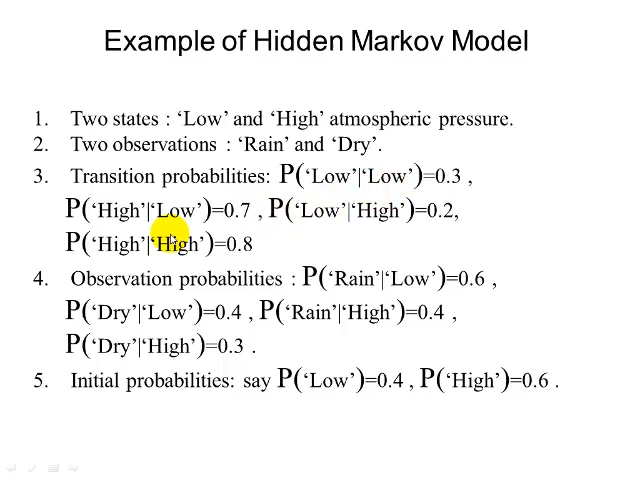 Example of Hidden Markov Model
1. Two states : ‘Low’ and ‘High’ atmospheric pressure.
2. Two observations : ‘Rain’ and ‘Dry’.
3. Transition probabilities: P(‘Low’|‘Low’)=0.3 ,
P(‘High’|‘Low’)=0.7 , P(‘Low’|‘High’)=0.2,
P(‘High’|‘High’)=0.8
4. Observation probabilities : P(‘Rain’|‘Low’)=0.6 ,
P(‘Dry’|‘Low’)=0.4 , P(‘Rain’|‘High’)=0.4 ,
P(‘Dry’|‘High’)=0.3 .
5. Initial probabilities: say P(‘Low’)=0.4 , P(‘High’)=0.6 .